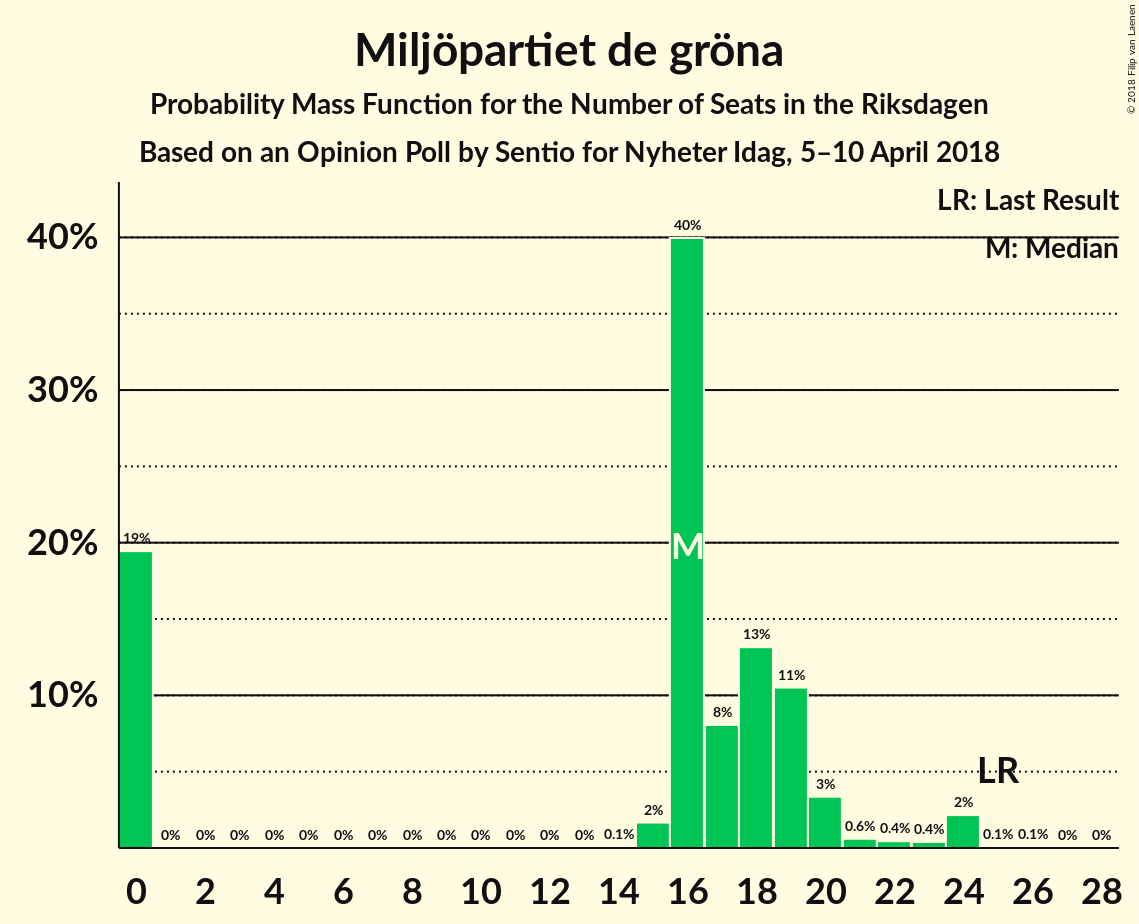 © 2018 Filip van Laenen
Miljöpartiet de gröna
Probability Mass Function for the Number of Seats in the Riksdagen
Based on an Opinion Poll by Sentio for Nyheter Idag, 5–10 April 2018
LR: Last Result
M: Median
40%
30%
20%
10%
19% 0% 0% 0% 0% 0% 0% 0% 0% 0% 0% 0% 0% 0% 0.1% 2% 40% 8% 13% 11% 3% 0.6% 0.4% 0.4% 2% 0.1% 0.1% 0% 0%
M
LR
0 2 4 6 8 10 12 14 16 18 20 22 24 26 28